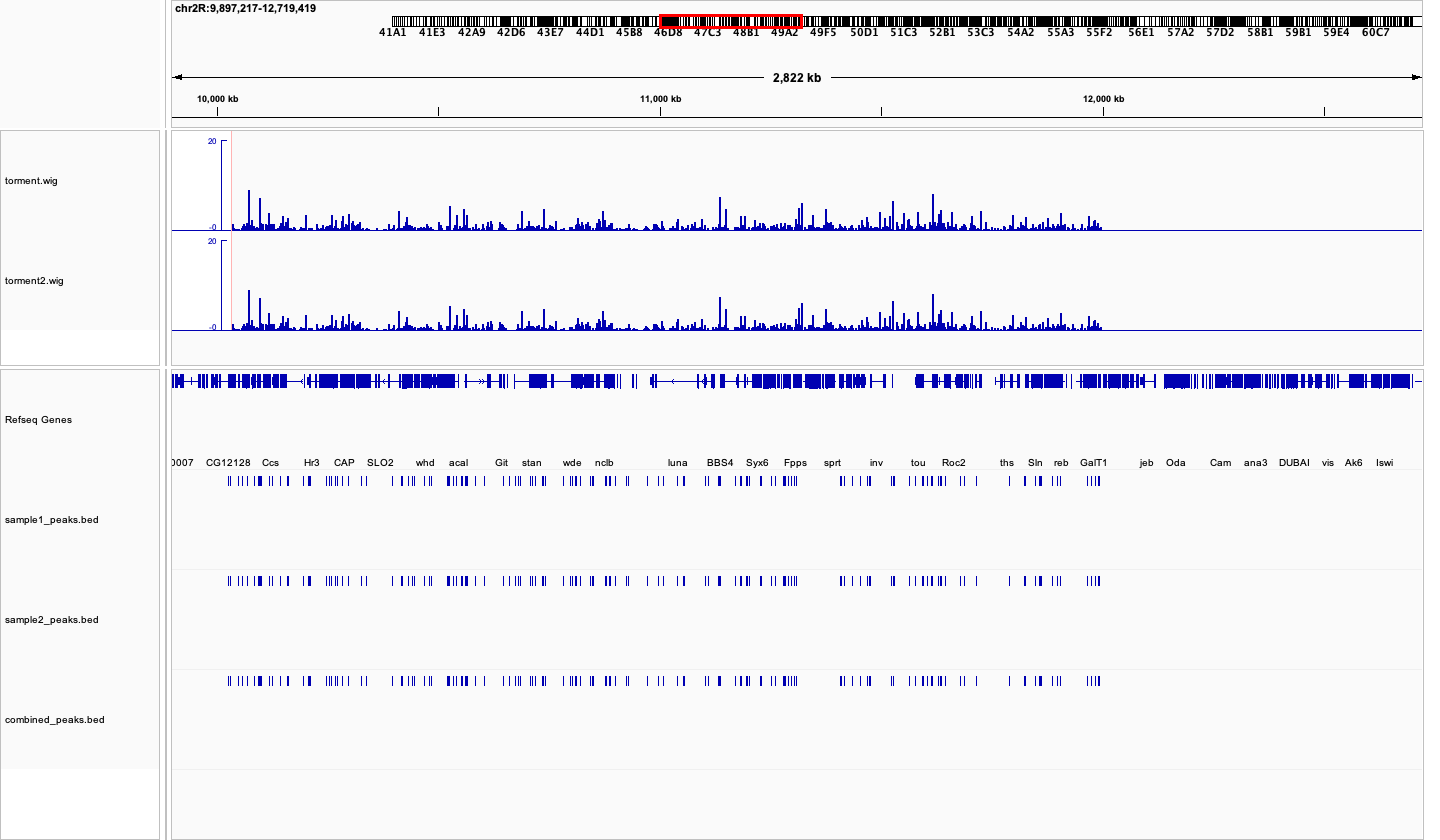 chr2R:9,897,217-12,719,419
41A1 41E3 42A9 42D6 43E7 44D1 45B8 46D8 47C3 48B1 49A2 49F5 50D1 51C3 52B1 53C3 54A2 55A3 55F2 56E1 57A2 57D2 58B1 59B1 59E4 60C7
2,822 kb
10,000 kb 11,000 kb 12,000 kb
20
torment.wig
-0
20
torment2.wig
-0
Refseq Genes
0007 CG12128 Ccs Hr3 CAP SLO2 whd acal Git stan wde nclb luna BBS4 Syx6 Fpps sprt inv tou Roc2 ths Sln reb GalT1 jeb Oda Cam ana3 DUBAI vis Ak6 Iswi
sample1_peaks.bed
sample2_peaks.bed
combined_peaks.bed